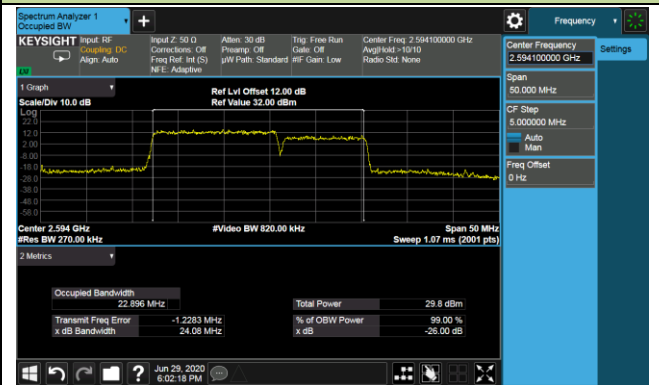 Spectrum Analyzer 1
Occupied BW
Frequency
KEYSIGHT
Input: RF
Coupling: DC
Align: Auto
Input Z: 50 Ω
Corrections: Off
Freq Ref: Int (S)
NFE: Adaptive
Atten: 30 dB
Preamp: Off
µW Path: Standard
Trig: Free Run
Gate: Off
#IF Gain: Low
Center Freq: 2.594100000 GHz
Avg|Hold:>10/10
Radio Std: None
LXI
Center Frequency
2.594100000 GHz
Settings
Span
50.000 MHz
CF Step
5.000000 MHz
Auto
Man
Freq Offset
0 Hz
1 Graph
Scale/Div 10.0 dB
Ref Lvl Offset 12.00 dB
Ref Value 32.00 dBm
Log
22.0
12.0
2.00
-8.00
-18.0
-28.0
-38.0
-48.0
-58.0
Center 2.594 GHz
#Video BW 820.00 kHz
Span 50 MHz
#Res BW 270.00 kHz
Sweep 1.07 ms (2001 pts)
2 Metrics
Occupied Bandwidth
22.896 MHz
Total Power
29.8 dBm
Transmit Freq Error
-1.2283 MHz
% of OBW Power
99.00 %
x dB Bandwidth
24.08 MHz
x dB
-26.00 dB
Jun 29, 2020
6:02:18 PM